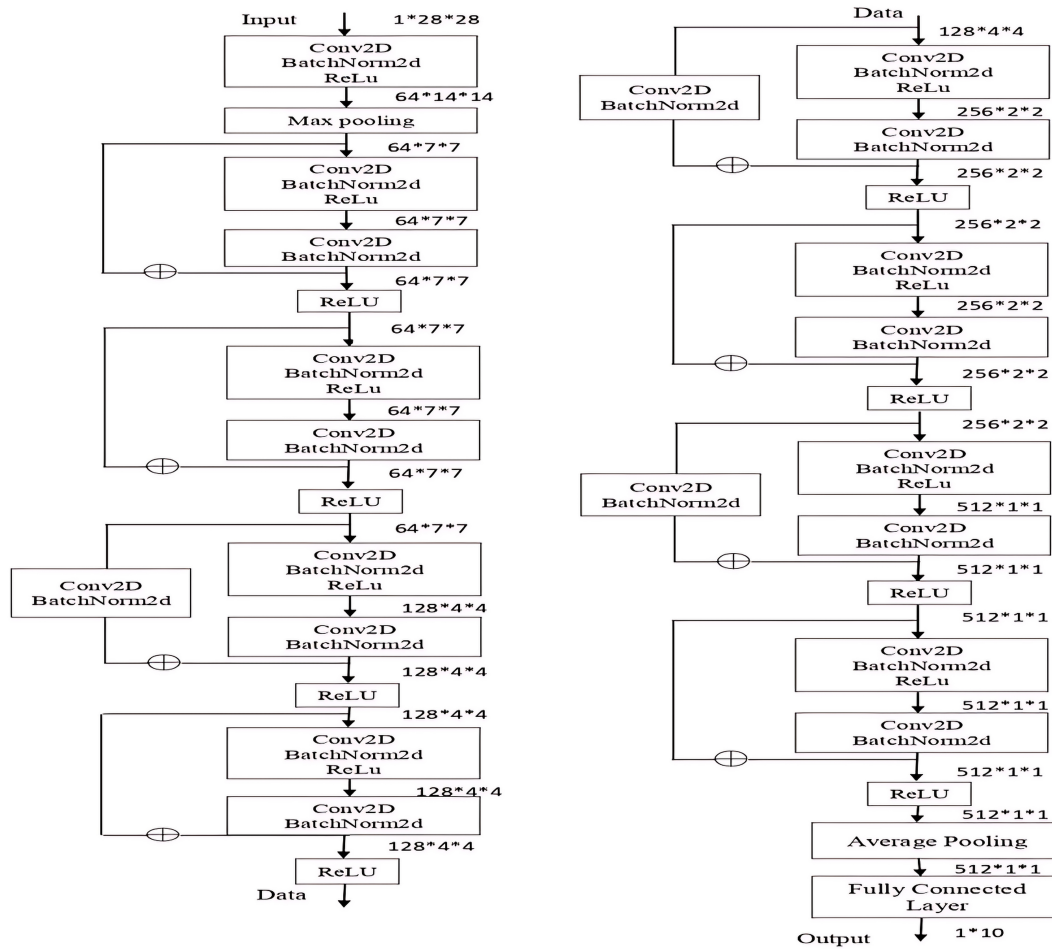 Input 1*28*28
Conv2D
BatchNorm2d
ReLu
64*14*14
Max pooling
64*7*7
Conv2D
BatchNorm2d
ReLu
64*7*7
Conv2D
BatchNorm2d
64*7*7
ReLU
64*7*7
Conv2D
BatchNorm2d
ReLu
64*7*7
Conv2D
BatchNorm2d
64*7*7
ReLU
64*7*7
Conv2D
BatchNorm2d
ReLu
Conv2D
BatchNorm2d
128*4*4
Conv2D
BatchNorm2d
128*4*4
ReLU
128*4*4
Conv2D
BatchNorm2d
ReLu
128*4*4
Conv2D
BatchNorm2d
128*4*4
ReLU
Data
Data
128*4*4
Conv2D
BatchNorm2d
ReLu
Conv2D
BatchNorm2d
256*2*2
Conv2D
BatchNorm2d
256*2*2
ReLU
256*2*2
Conv2D
BatchNorm2d
ReLu
256*2*2
Conv2D
BatchNorm2d
256*2*2
ReLU
256*2*2
Conv2D
BatchNorm2d
ReLu
Conv2D
BatchNorm2d
512*1*1
Conv2D
BatchNorm2d
512*1*1
ReLU
512*1*1
Conv2D
BatchNorm2d
ReLu
512*1*1
Conv2D
BatchNorm2d
512*1*1
ReLU
512*1*1
Average Pooling
512*1*1
Fully Connected
Layer
Output 1*10